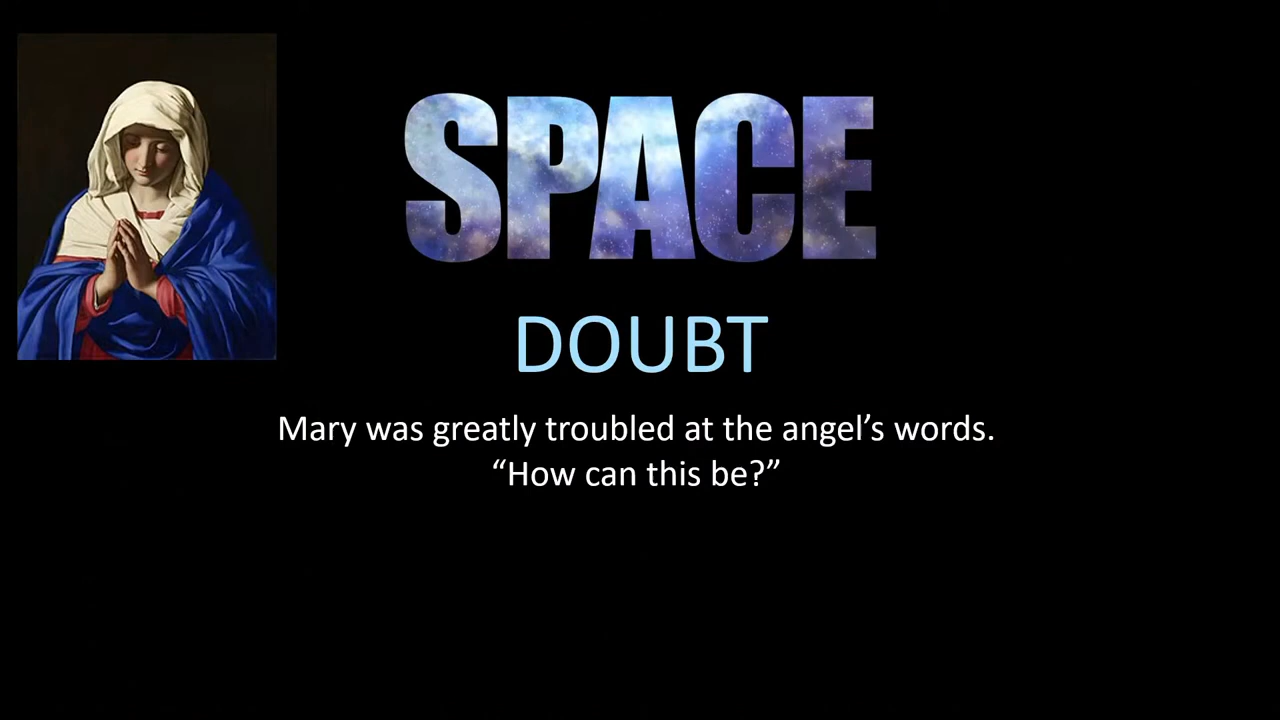 SPACE
DOUBT
Mary was greatly troubled at the angel’s words.
“How can this be?”